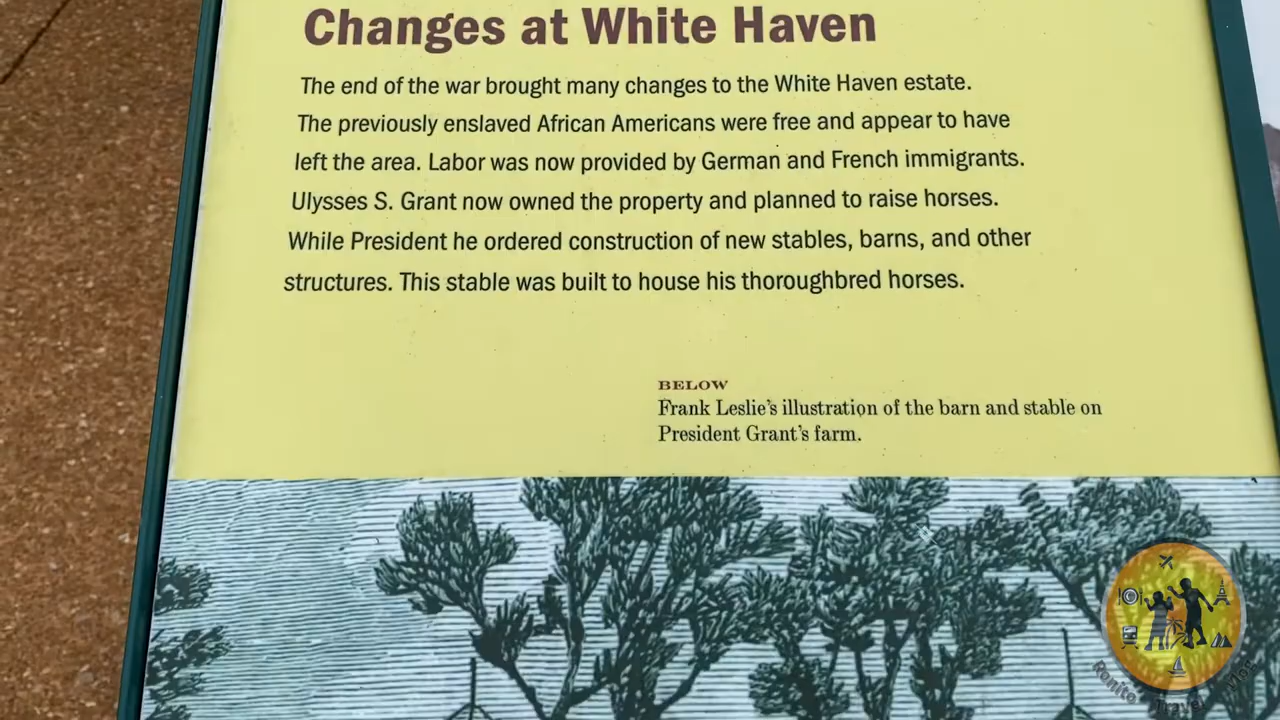 Changes at White Haven
The end of the war brought many changes to the White Haven estate.
The previously enslaved African Americans were free and appear to have
left the area. Labor was now provided by German and French immigrants.
Ulysses S. Grant now owned the property and planned to raise horses.
While President he ordered construction of new stables, barns, and other
structures. This stable was built to house his thoroughbred horses.
BELOW
Frank Leslie's illustration of the barn and stable on
President Grant's farm.
Travel